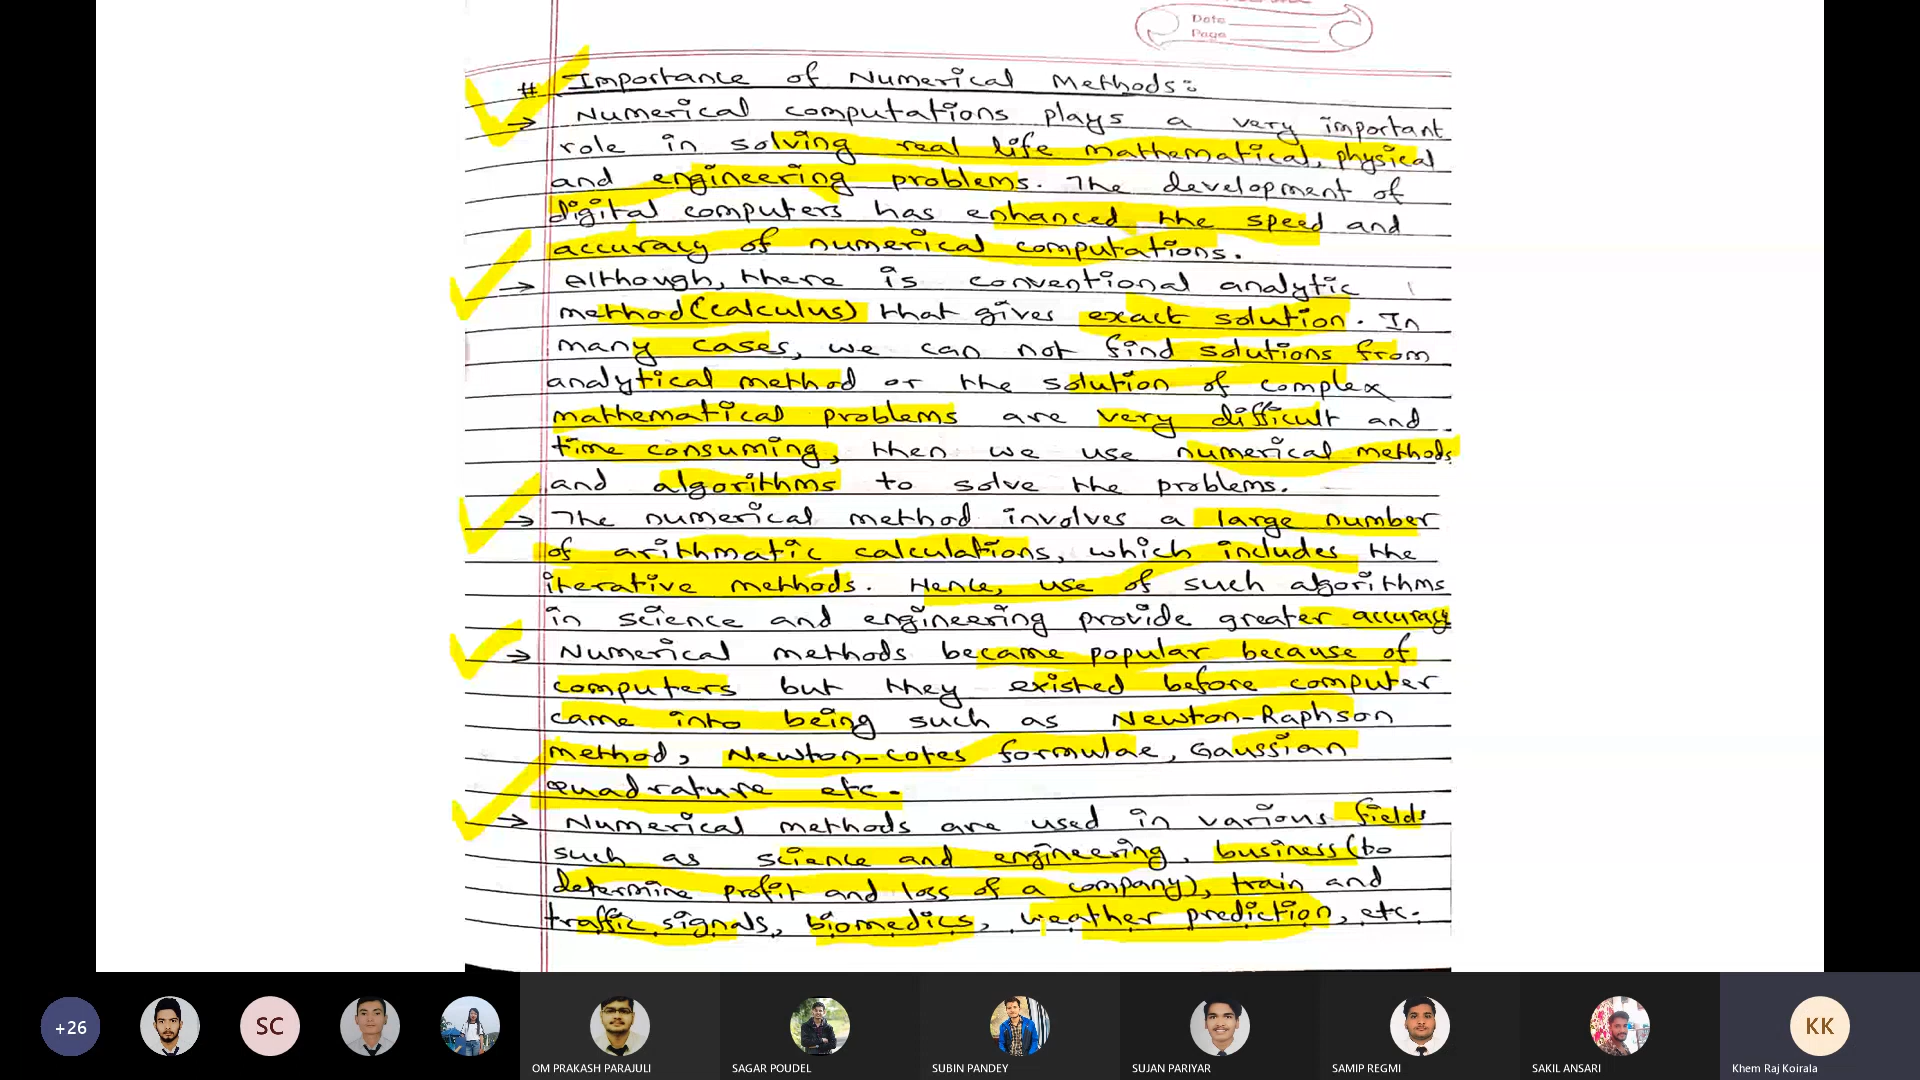 Date
Page
# Importance of Numerical Methods:
→ Numerical computations plays a very important
role in solving real life mathematical, physical
and engineering problems. The development of
digital computers has enhanced the speed and
accuracy of numerical computations.
→ Although, there is conventional analytic
method (calculus) that gives exact solution. In
many cases, we can not find solutions from
analytical method or the solution of complex
mathematical problems are very difficult and
time consuming, then we use numerical methods
and algorithms to solve the problems.
→ The numerical method involves a large number
of arithmatic calculations, which includes the
iterative methods. Hence, use of such algorithms
in science and engineering provide greater accuracy
→ Numerical methods became popular because of
computers but they existed before computer
came into being such as Newton-Raphson
method, Newton-cotes formulae, Gaussian
quadrature etc.
→ Numerical methods are used in various fields
such as science and engineering, business (to
determine profit and loss of a company), train and
traffic signals, biomedics, weather prediction, etc.
+26
SC
OM PRAKASH PARAJULI
SAGAR POUDEL
SUBIN PANDEY
SUJAN PARIYAR
SAMIP REGMI
SAKIL ANSARI
KK
Khem Raj Koirala